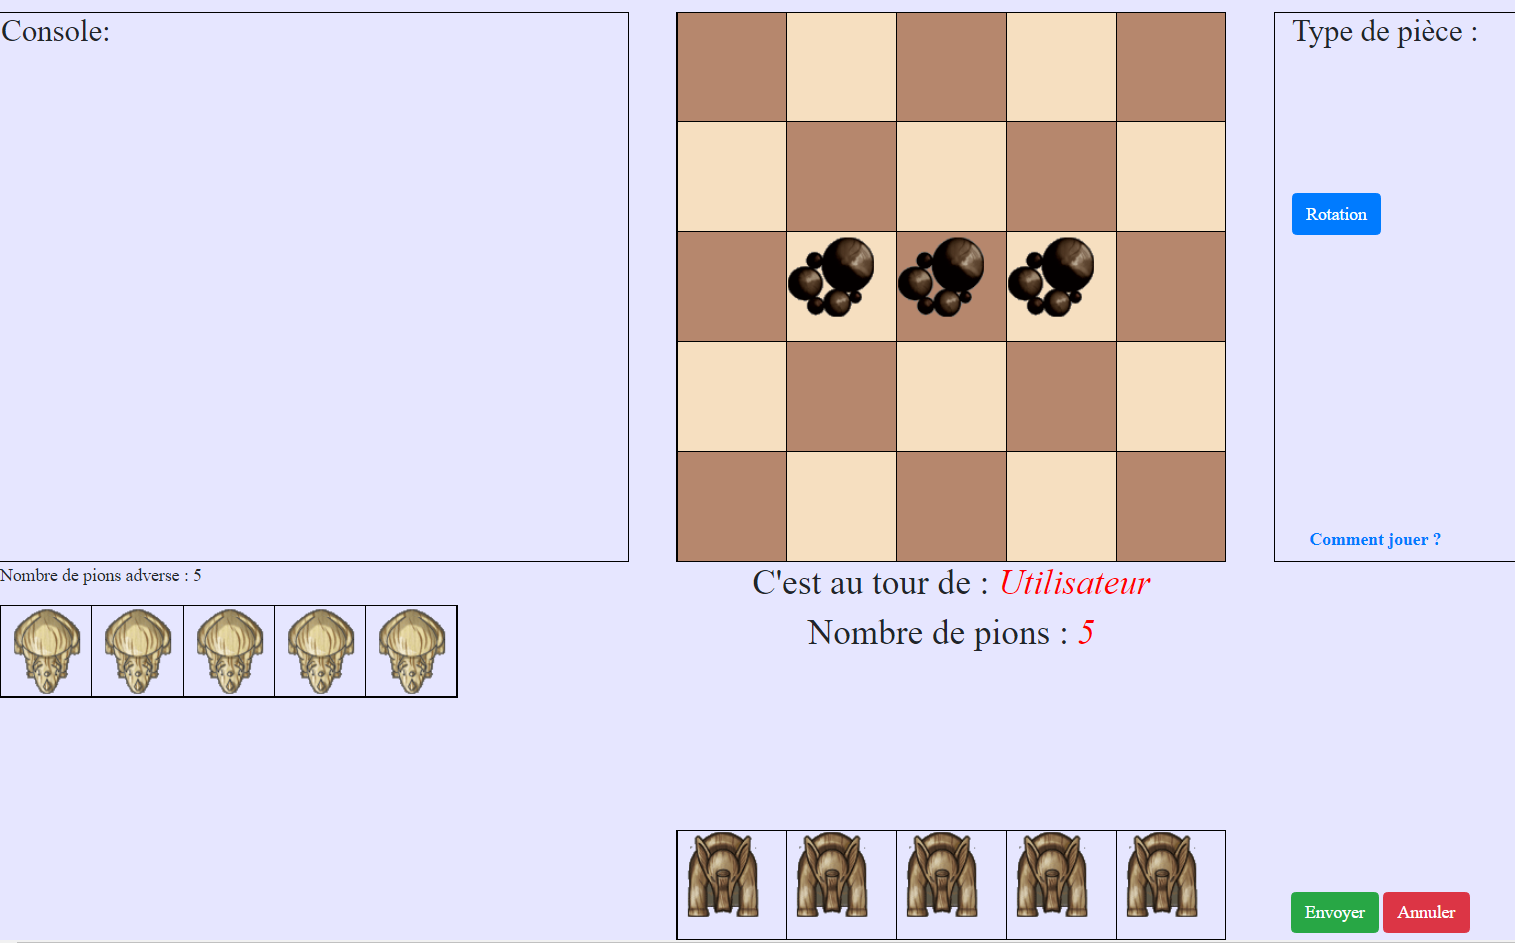 Console:
Type de pièce :
Rotation
Comment jouer ?
Nombre de pions adverse : 5
C'est au tour de : Utilisateur
Nombre de pions : 5
Envoyer
Annuler